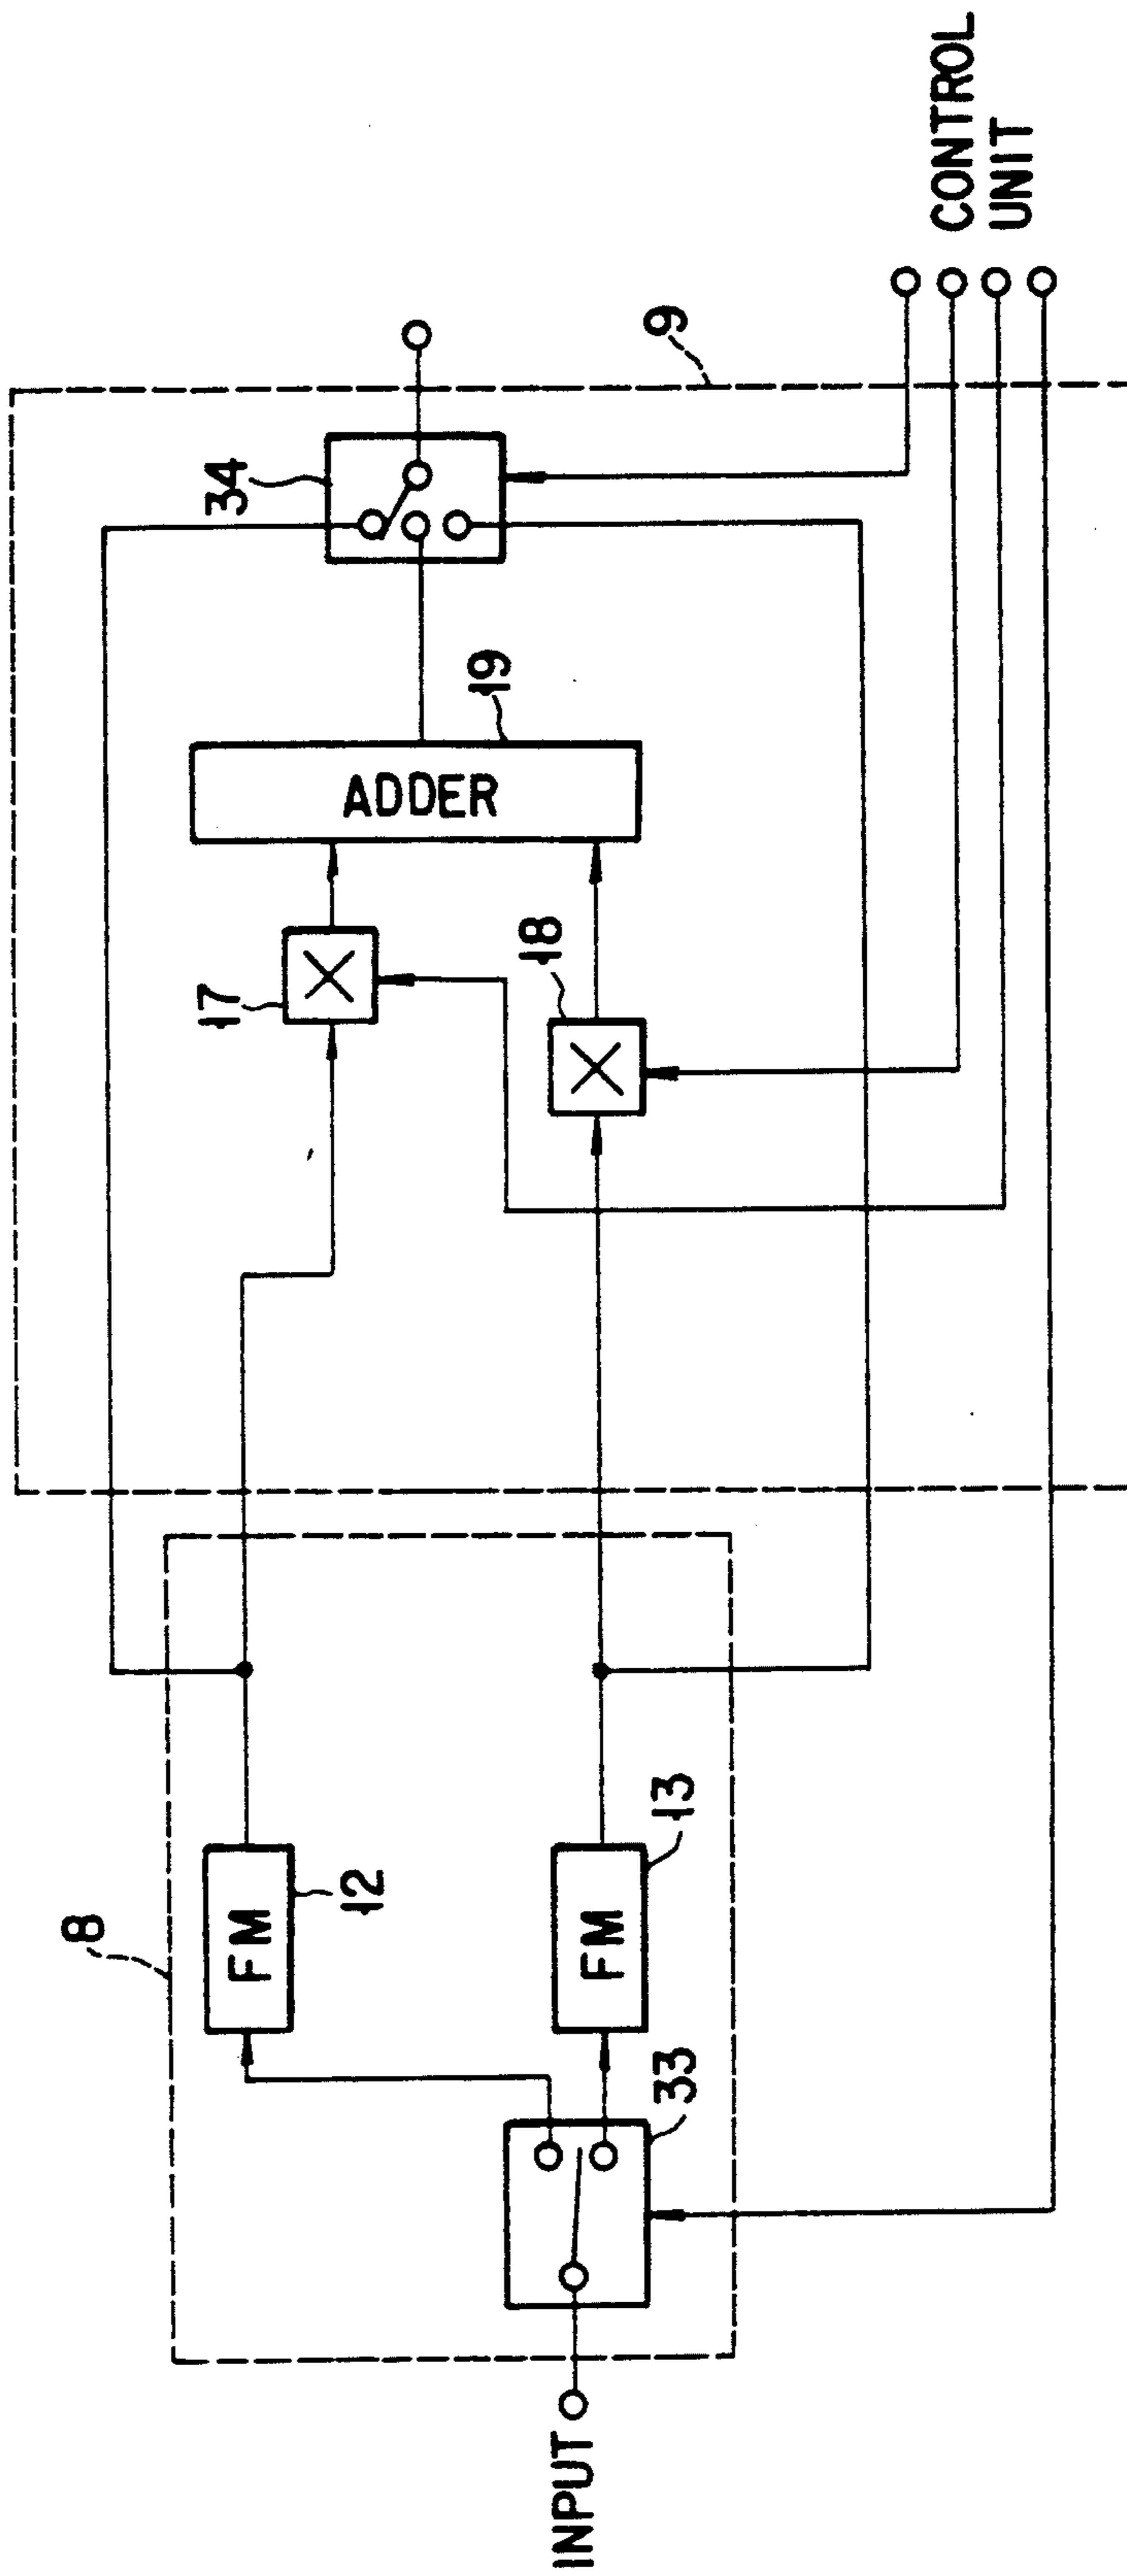 8
9
34
FM
12
17
ADDER
19
18
FM
13
33
INPUT
CONTROL
UNIT